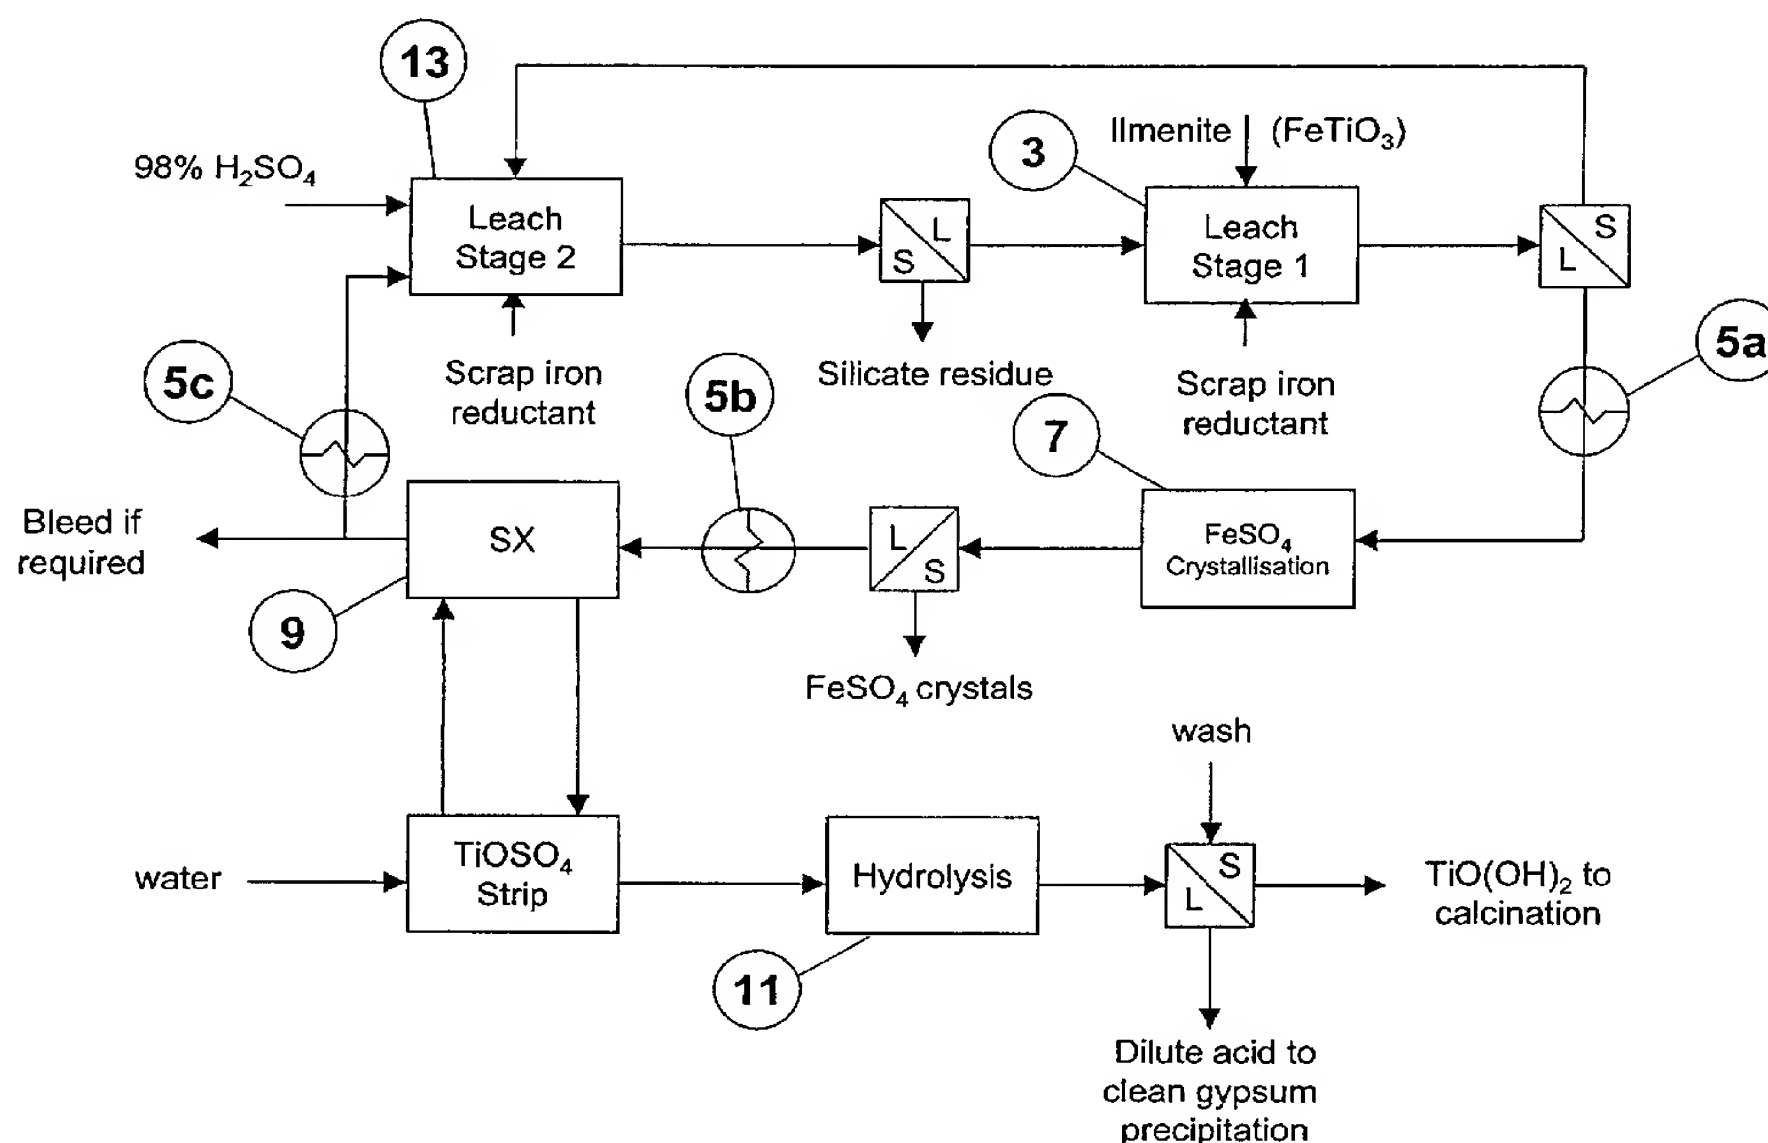 13
Ilmenite (FeTiO₃)
3
98% H₂SO₄
Leach
Stage 2
L
S
Leach
Stage 1
S
L
5c
Scrap iron
reductant
5b
Silicate residue
Scrap iron
reductant
5a
7
Bleed if
required
SX
L
S
FeSO₄
Crystallisation
9
FeSO₄ crystals
wash
water
TiOSO₄
Strip
Hydrolysis
S
L
TiO(OH)₂ to
calcination
11
Dilute acid to
clean gypsum
precipitation